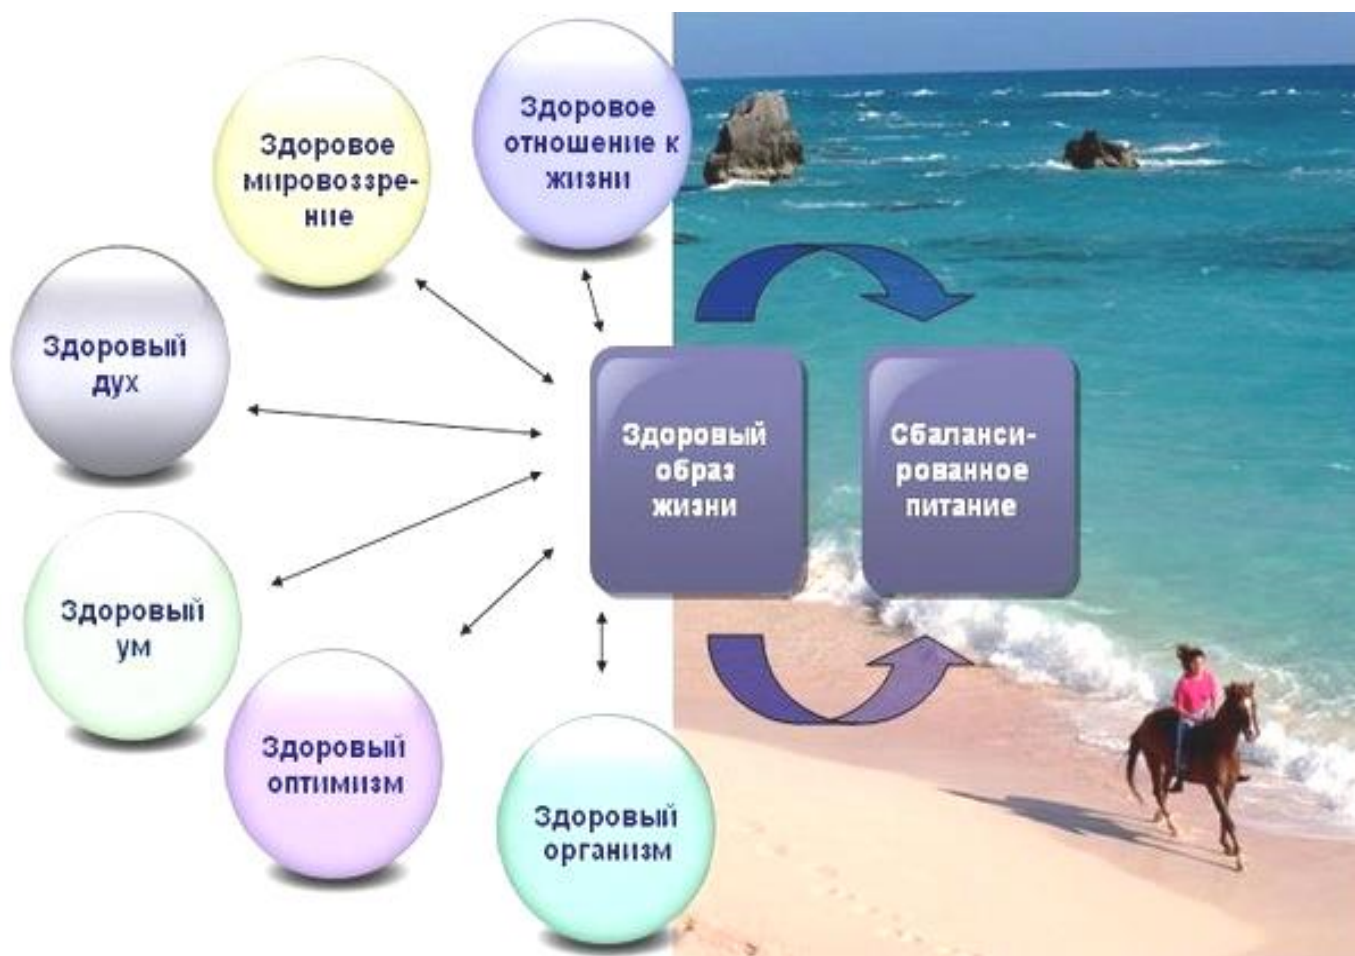 Здоровое
отношение к
жизни
Здоровое
мировоззре-
ние
Здоровый
дух
Здоровый
ум
Здоровый
оптимизм
Здоровый
организм
Здоровый
образ
жизни
Сбаланси-
рованное
питание